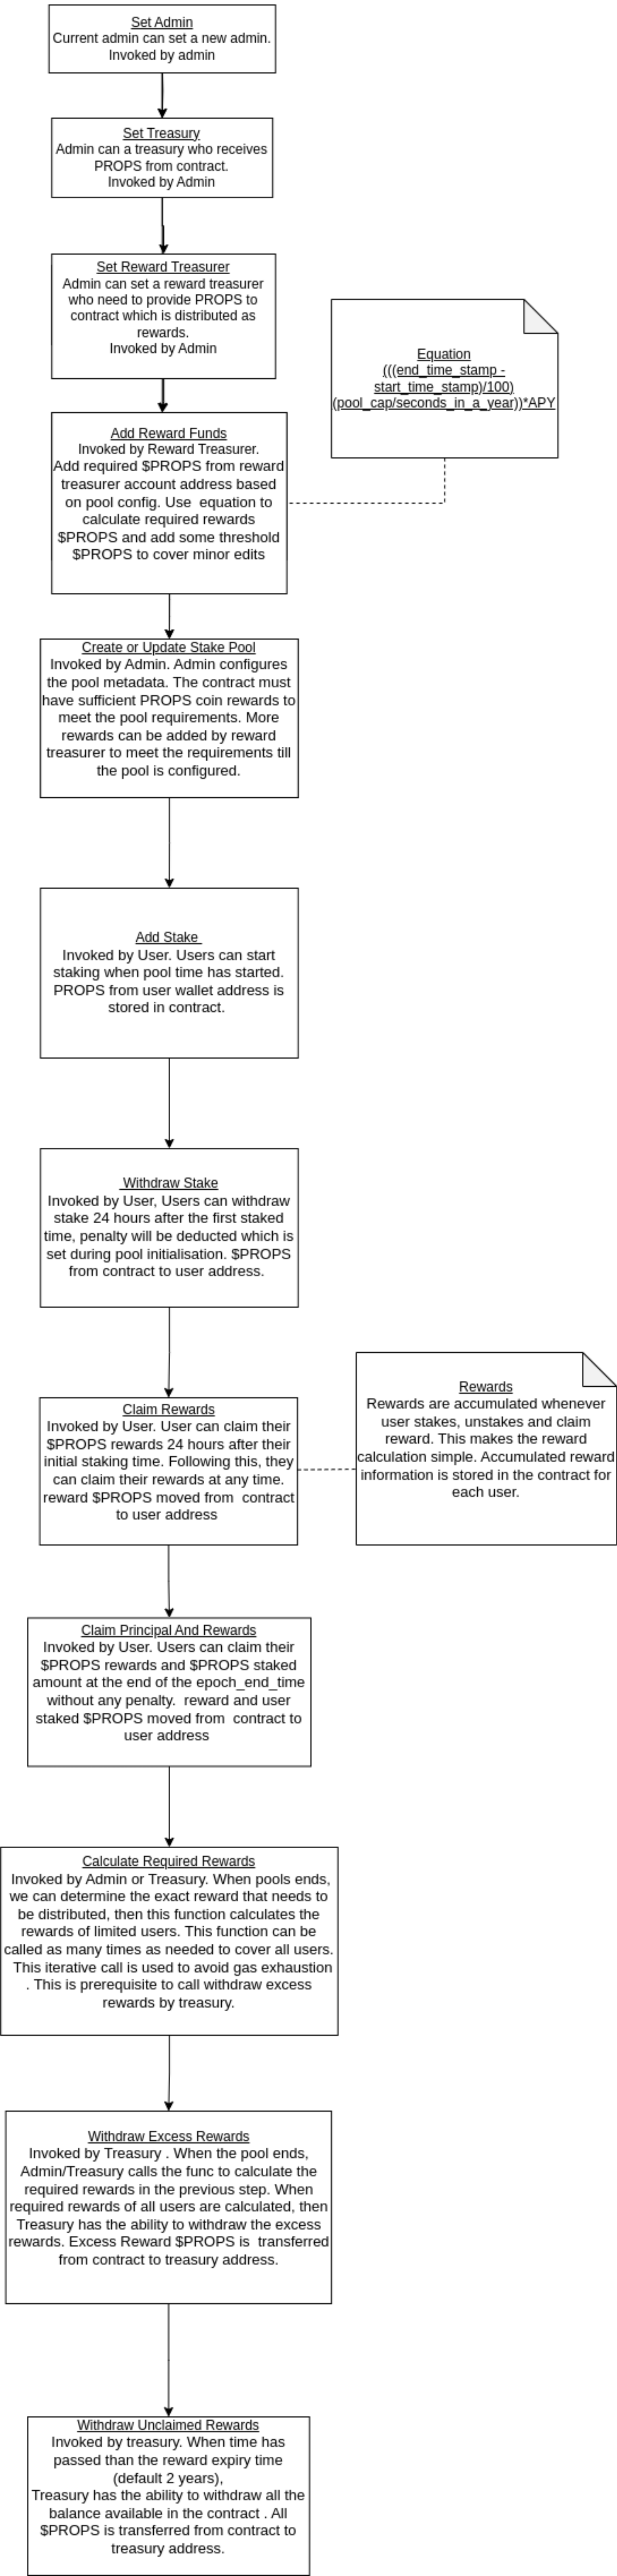 Set Admin
Current admin can set a new admin.
Invoked by admin
Set Treasury
Admin can a treasury who receives
PROPS from contract.
Invoked by Admin
Set Reward Treasurer
Admin can set a reward treasurer
who need to provide PROPS to
contract which is distributed as
rewards.
Invoked by Admin
Equation
(((end_time_stamp -
start_time_stamp)/100)
(pool_cap/seconds_in_a_year))*APY
Add Reward Funds
Invoked by Reward Treasurer.
Add required $PROPS from reward
treasurer account address based
on pool config. Use  equation to
calculate required rewards
$PROPS and add some threshold
$PROPS to cover minor edits
Create or Update Stake Pool
Invoked by Admin. Admin configures
the pool metadata. The contract must
have sufficient PROPS coin rewards to
meet the pool requirements. More
rewards can be added by reward
treasurer to meet the requirements till
the pool is configured.
Add Stake
Invoked by User. Users can start
staking when pool time has started.
PROPS from user wallet address is
stored in contract.
Withdraw Stake
Invoked by User, Users can withdraw
stake 24 hours after the first staked
time, penalty will be deducted which is
set during pool initialisation. $PROPS
from contract to user address.
Claim Rewards
Invoked by User. User can claim their
$PROPS rewards 24 hours after their
initial staking time. Following this, they
can claim their rewards at any time.
reward $PROPS moved from  contract
to user address
Rewards
Rewards are accumulated whenever
user stakes, unstakes and claim
reward. This makes the reward
calculation simple. Accumulated reward
information is stored in the contract for
each user.
Claim Principal And Rewards
Invoked by User. Users can claim their
$PROPS rewards and $PROPS staked
amount at the end of the epoch_end_time
without any penalty.  reward and user
staked $PROPS moved from  contract to
user address
Calculate Required Rewards
Invoked by Admin or Treasury. When pools ends,
we can determine the exact reward that needs to
be distributed, then this function calculates the
rewards of limited users. This function can be
called as many times as needed to cover all users.
This iterative call is used to avoid gas exhaustion
. This is prerequisite to call withdraw excess
rewards by treasury.
Withdraw Excess Rewards
Invoked by Treasury . When the pool ends,
Admin/Treasury calls the func to calculate the
required rewards in the previous step. When
required rewards of all users are calculated, then
Treasury has the ability to withdraw the excess
rewards. Excess Reward $PROPS is  transferred
from contract to treasury address.
Withdraw Unclaimed Rewards
Invoked by treasury. When time has
passed than the reward expiry time
(default 2 years),
Treasury has the ability to withdraw all the
balance available in the contract . All
$PROPS is transferred from contract to
treasury address.